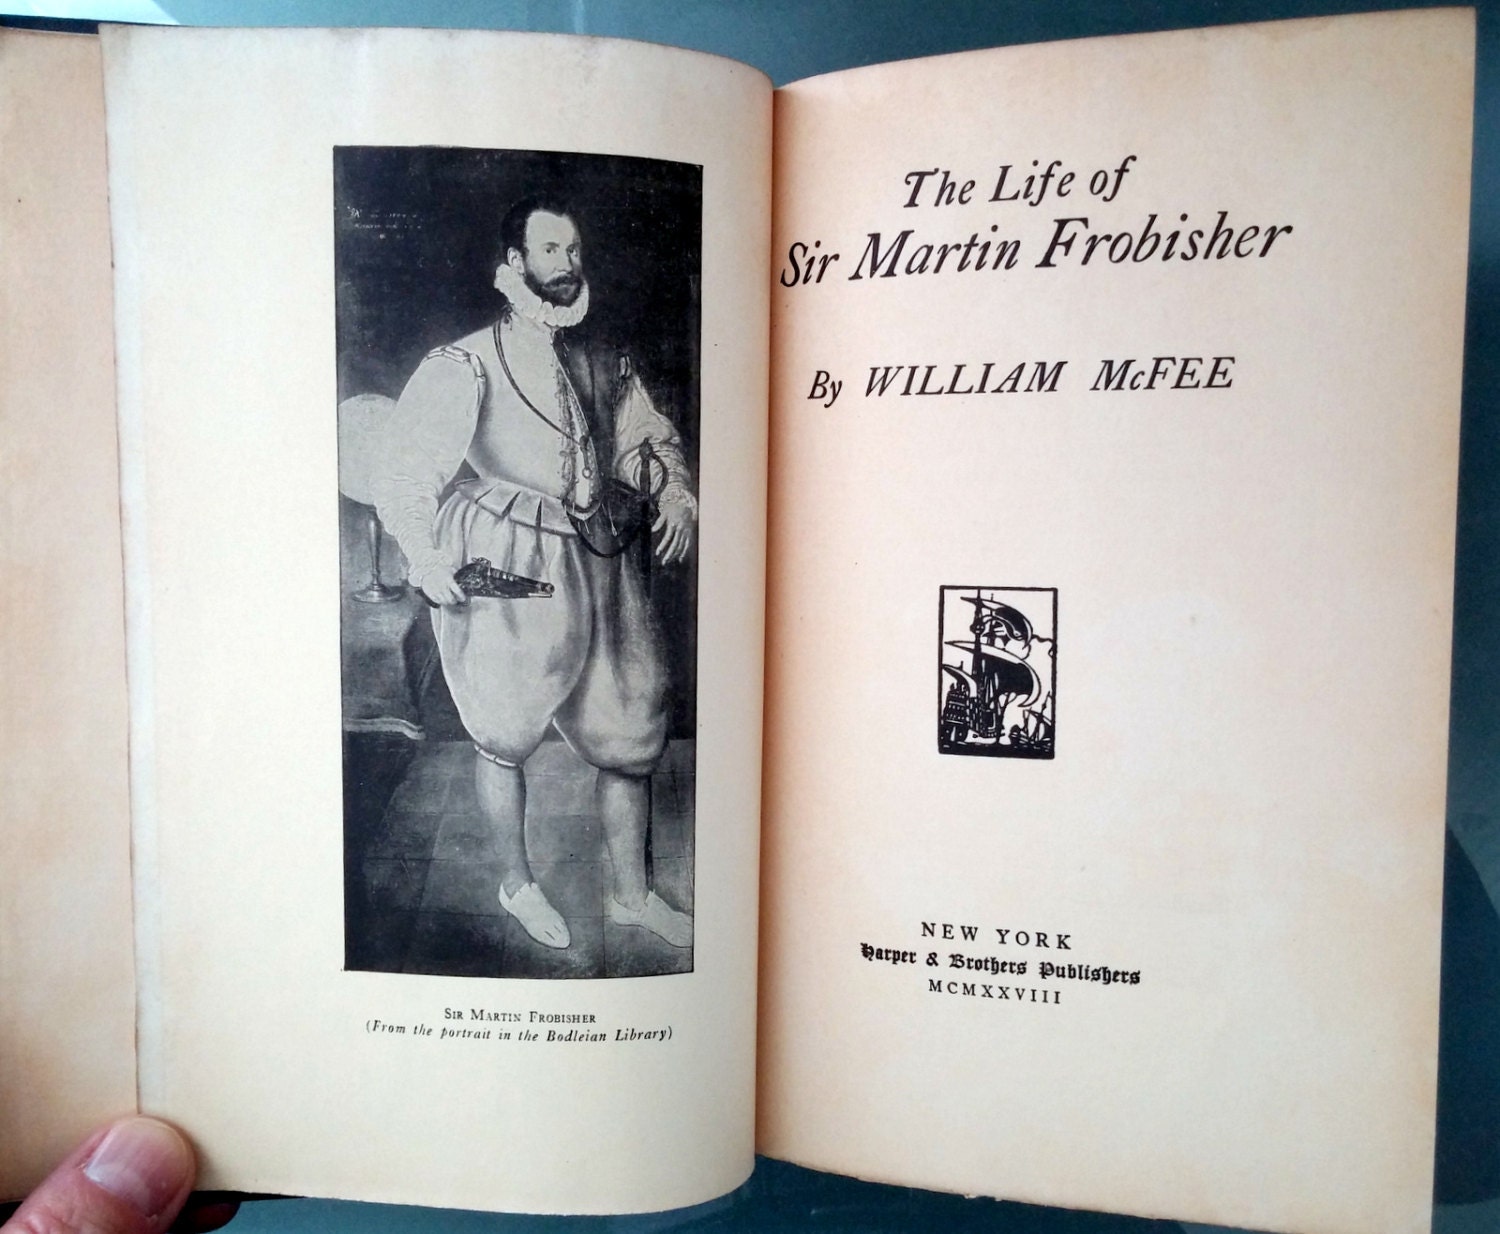 SIR MARTIN FROBISHER
(From the portrait in the Bodleian Library)
The Life of
Sir Martin Frobisher
By WILLIAM McFEE
NEW YORK
Harper & Brothers Publishers
MCMXXVIII